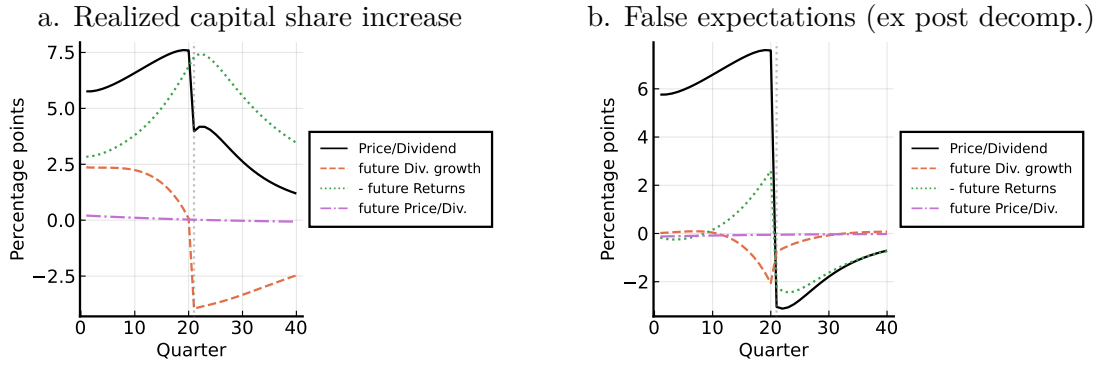 a. Realized capital share increase
Percentage points
7.5
5.0
2.5
0.0
−2.5
0
10
20
30
40
Quarter
Price/Dividend
future Div. growth
- future Returns
future Price/Div.
b. False expectations (ex post decomp.)
Percentage points
6
4
2
0
−2
0
10
20
30
40
Quarter
Price/Dividend
future Div. growth
- future Returns
future Price/Div.